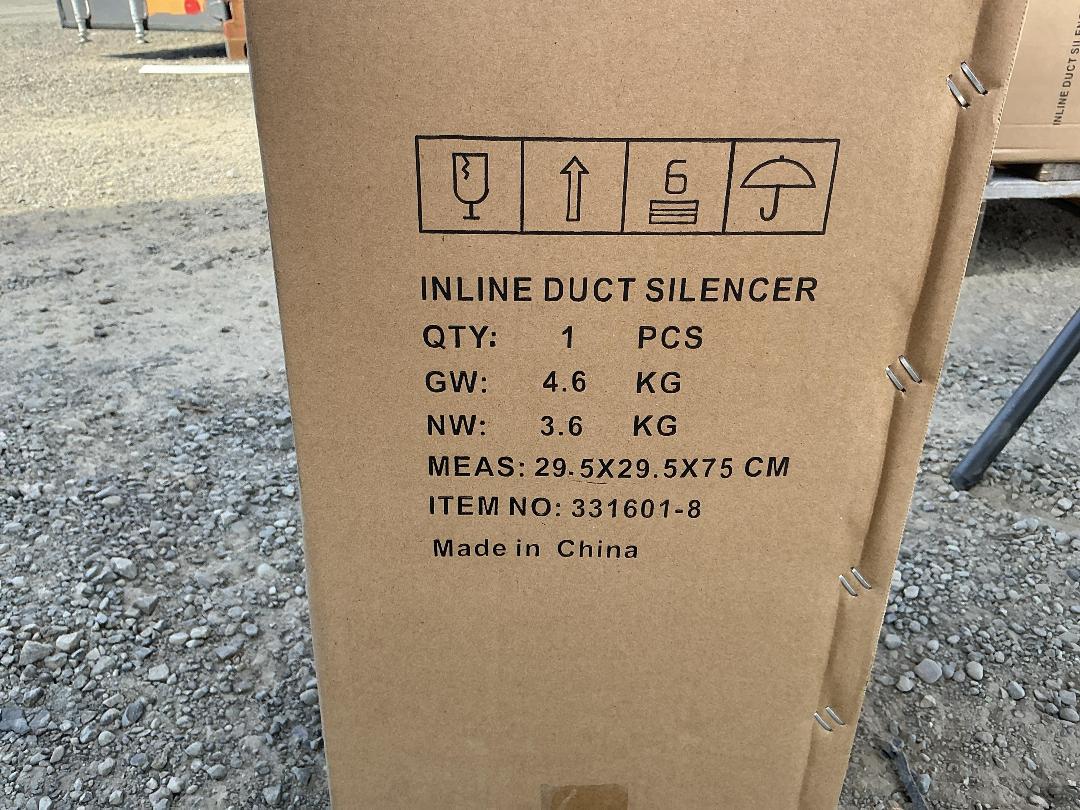 6
INLINE DUCT SILENCER
QTY: 1 PCS
GW: 4.6 KG
NW: 3.6 KG
MEAS: 29.5X29.5X75 CM
ITEM NO: 331601-8
Made in China
INLINE DUCT